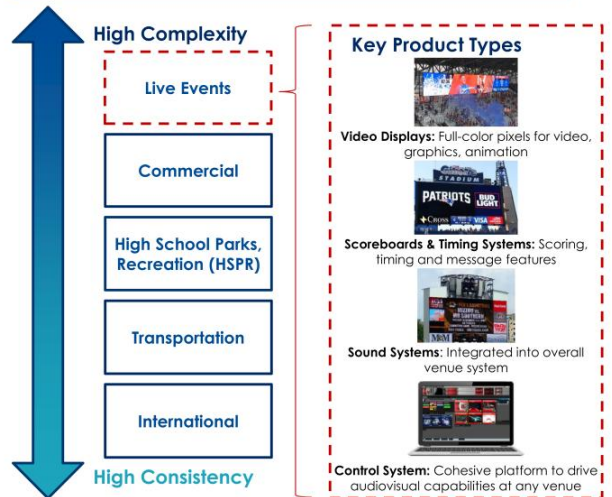 High Complexity
Live Events
Commercial
High School Parks,
Recreation (HSPR)
Transportation
International
High Consistency
Key Product Types
Video Displays: Full-color pixels for video,
graphics, animation
STADIUM
PATRIOTS
BUD
LIGHT
CROSS
VISA
Scoreboards & Timing Systems: Scoring,
timing and message features
Sound Systems: Integrated into overall
venue system
Control System: Cohesive platform to drive
audiovisual capabilities at any venue